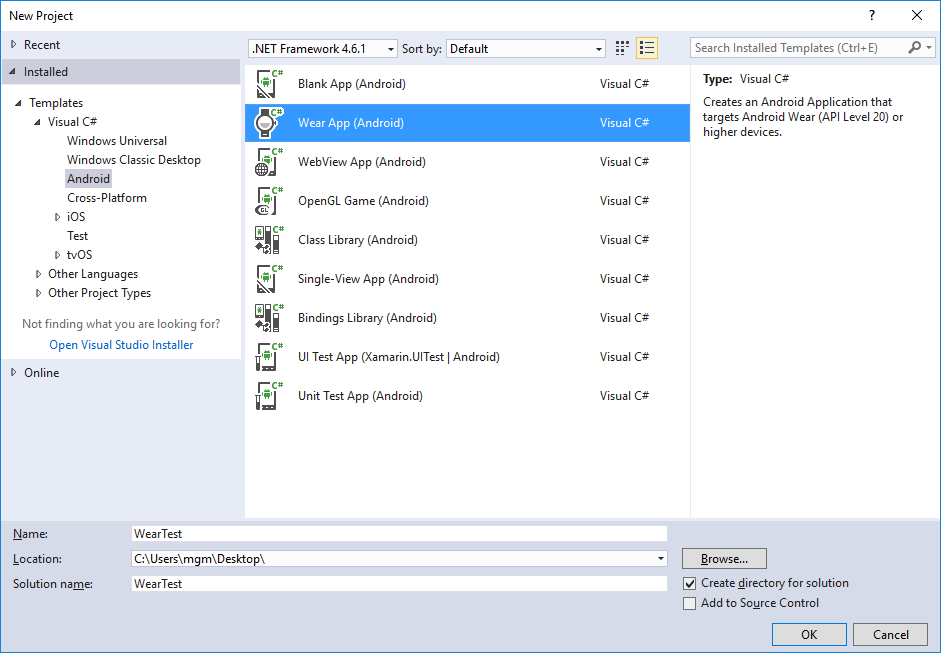 New Project
?
Recent
Installed
Templates
Visual C#
Windows Universal
Windows Classic Desktop
Android
Cross-Platform
iOS
Test
tvOS
Other Languages
Other Project Types
Not finding what you are looking for?
Open Visual Studio Installer
Online
.NET Framework 4.6.1 Sort by: Default
C# Blank App (Android) Visual C#
C# Wear App (Android) Visual C#
C# WebView App (Android) Visual C#
C# GL OpenGL Game (Android) Visual C#
C# Class Library (Android) Visual C#
C# Single-View App (Android) Visual C#
C# Bindings Library (Android) Visual C#
C# UI Test App (Xamarin.UITest | Android) Visual C#
C# Unit Test App (Android) Visual C#
Search Installed Templates (Ctrl+E)
Type: Visual C#
Creates an Android Application that
targets Android Wear (API Level 20) or
higher devices.
Name: WearTest
Location: C:\Users\mgm\Desktop\ Browse...
Solution name: WearTest Create directory for solution
Add to Source Control
OK Cancel